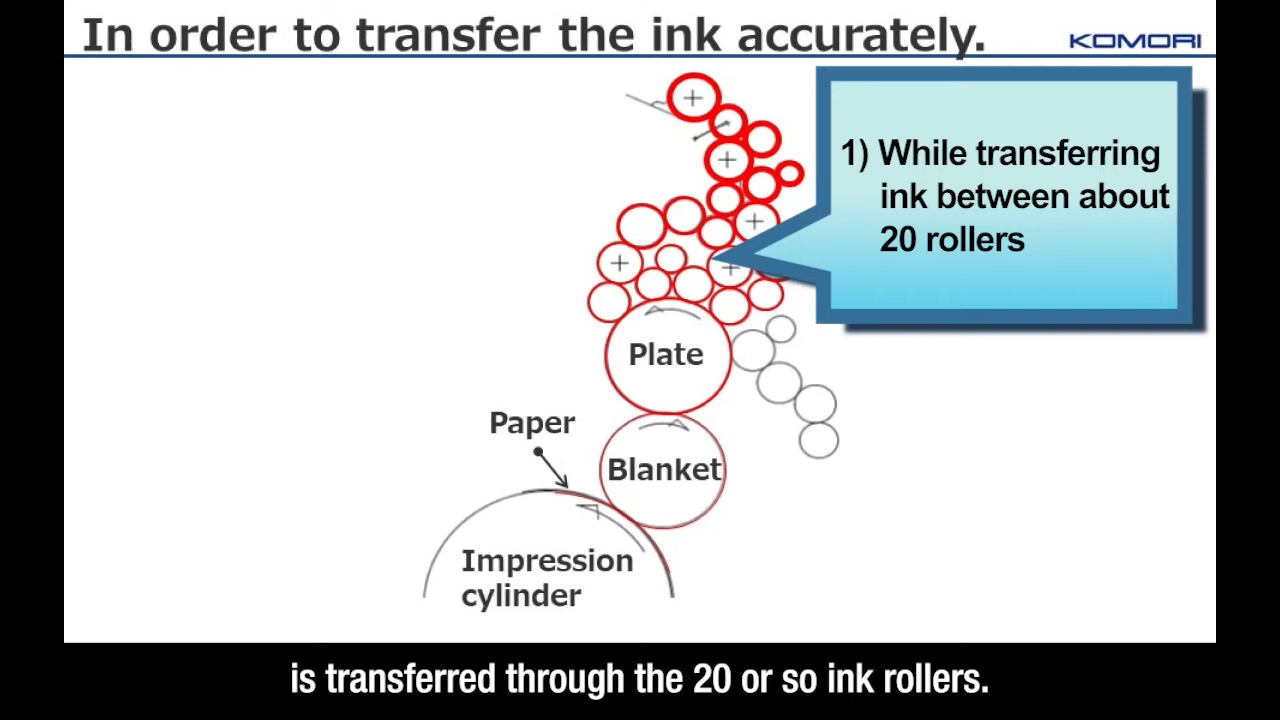 In order to transfer the ink accurately.
KOMORI
1) While transferring
ink between about
20 rollers
Plate
Paper
Blanket
Impression
cylinder
is transferred through the 20 or so ink rollers.